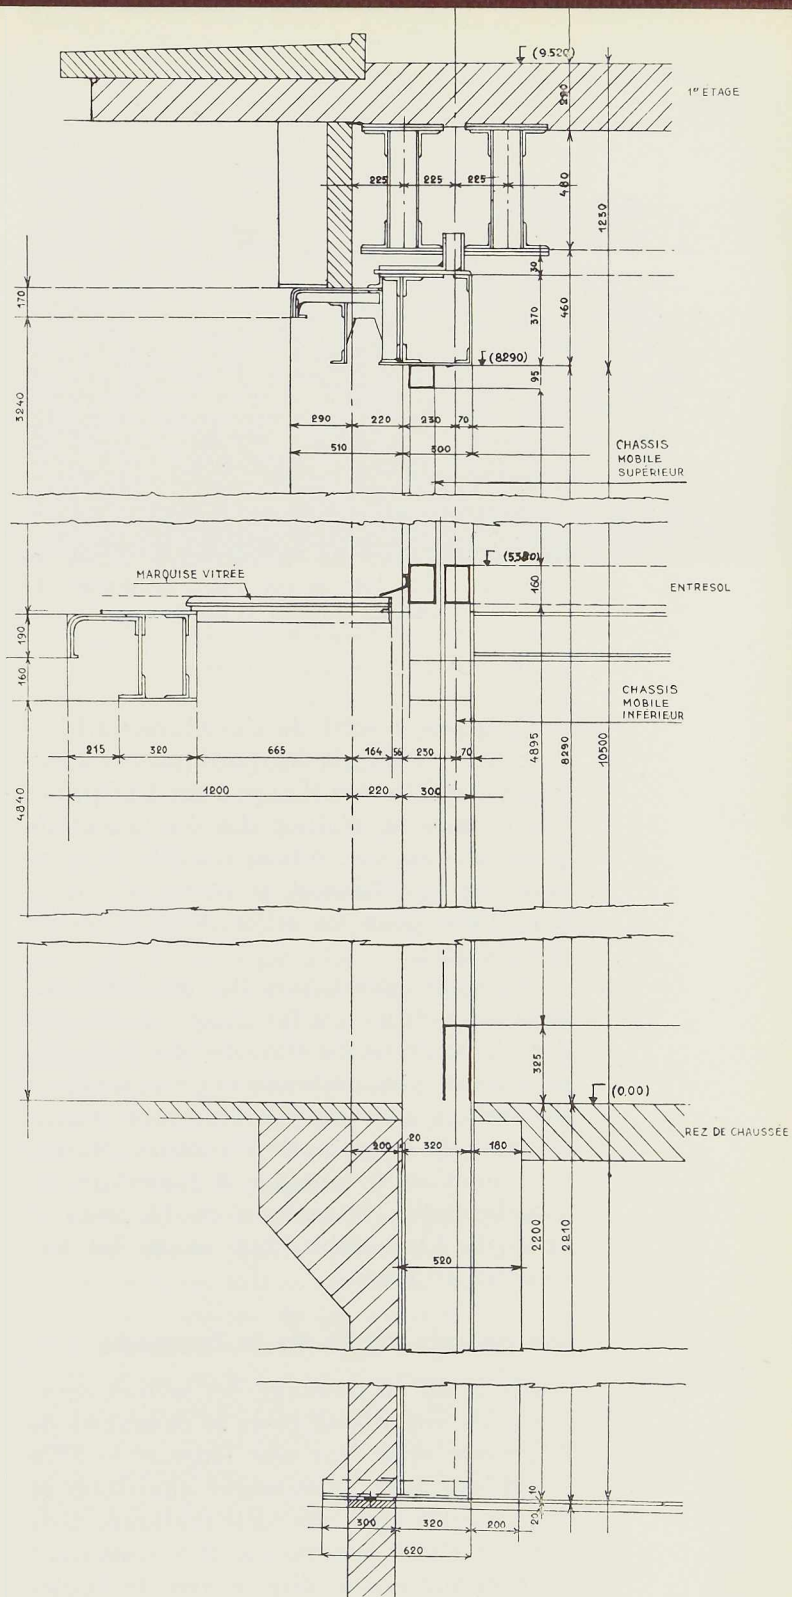 (9.520)
1er ETAGE
290
225 225 225
480
1230
30
170
370
460
(8290)
95
3240
290 220 230 70
510 300
CHASSIS
MOBILE
SUPÉRIEUR
(5380)
MARQUISE VITRÉE
160
ENTRESOL
190
160
CHASSIS
MOBILE
INFÉRIEUR
215 320 665 164 56 230 70
4895
8290
10500
1200 220 300
4840
325
(0.00)
REZ DE CHAUSSÉE
200 20 320 180
2200
2210
520
10
20
300 320 200
620